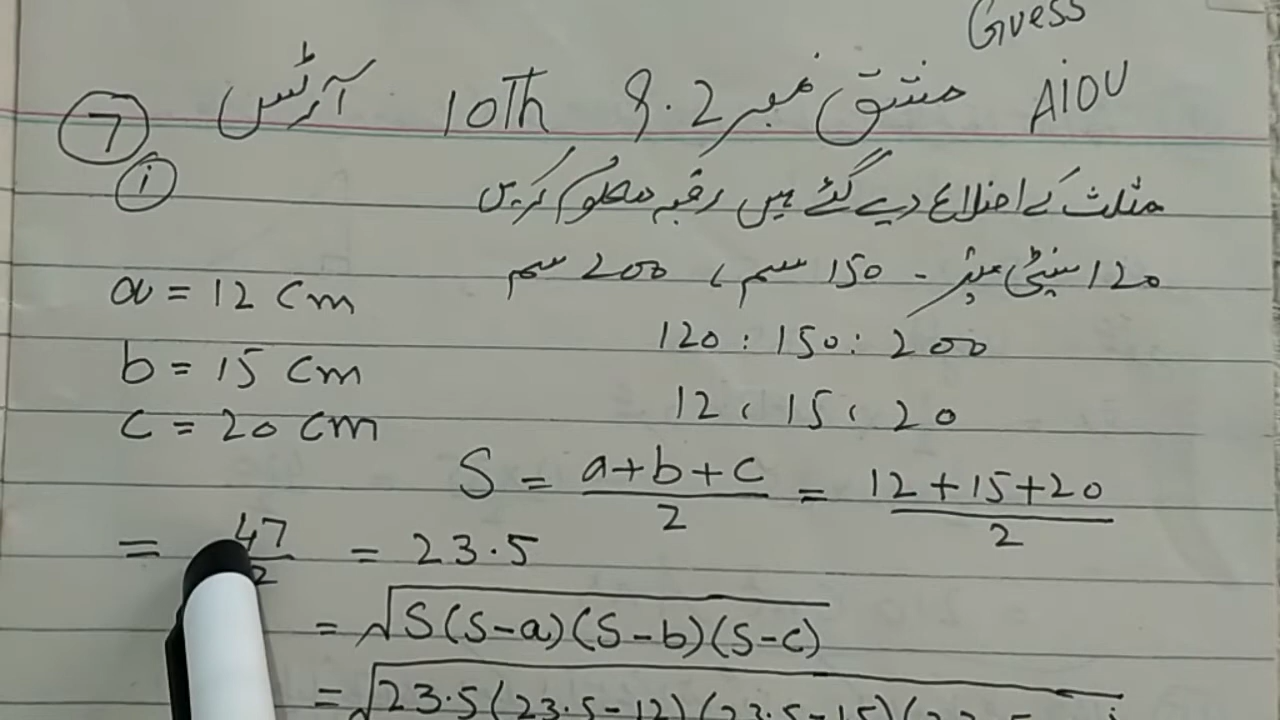 Guess
AiOU مشق نمبر 9.2 10Th آرٹس
7
i
مثلث کے اضلاع دیے گئے ہیں رقبہ معلوم کریں
120 سینٹی میٹر - 150 سم ، 200 سم
a = 12 cm
120 : 150 : 200
b = 15 cm
12 ، 15 ، 20
c = 20 cm
S = a+b+c/2 = 12+15+20/2
= 47/2 = 23.5
= √S(S-a)(S-b)(S-c)
= √23.5(23.5-12)(23.5-15)(